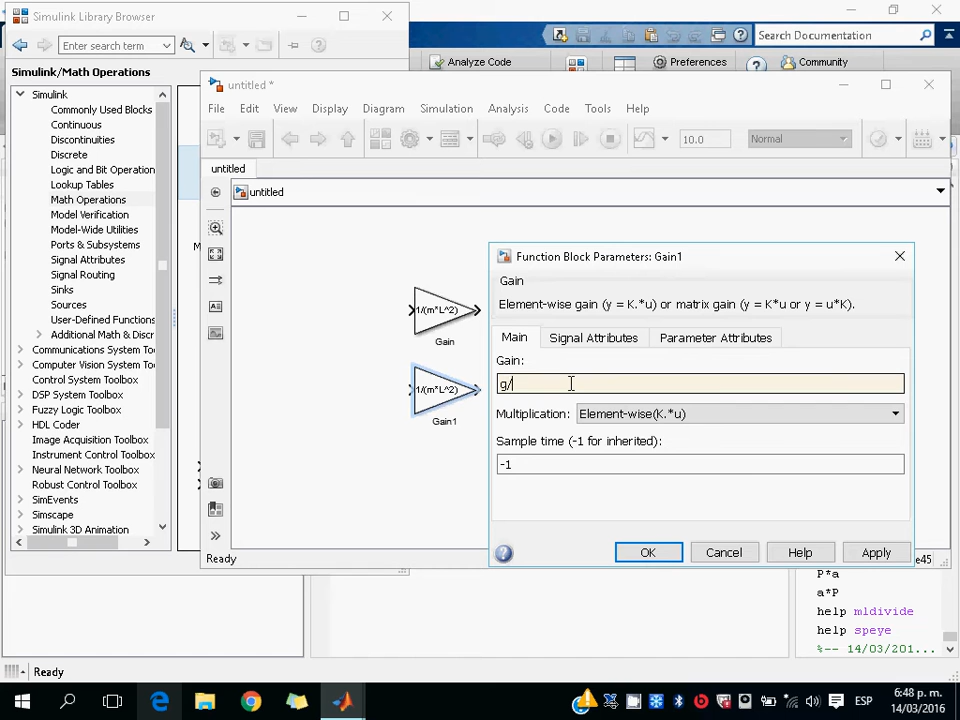 Simulink Library Browser
Enter search term
Search Documentation
Analyze Code
Preferences
Community
Simulink/Math Operations
Simulink
Commonly Used Blocks
Continuous
Discontinuities
Discrete
Logic and Bit Operation
Lookup Tables
Math Operations
Model Verification
Model-Wide Utilities
Ports & Subsystems
Signal Attributes
Signal Routing
Sinks
Sources
User-Defined Functions
Additional Math & Discr
Communications System To
Computer Vision System To
Control System Toolbox
DSP System Toolbox
Fuzzy Logic Toolbox
HDL Coder
Image Acquisition Toolbox
Instrument Control Toolbox
Neural Network Toolbox
Robust Control Toolbox
SimEvents
Simscape
Simulink 3D Animation
Ready
untitled *
File Edit View Display Diagram Simulation Analysis Code Tools Help
10.0
Normal
untitled
untitled
1/(m*L^2)
Gain
1/(m*L^2)
Gain1
Ready
Function Block Parameters: Gain1
Gain
Element-wise gain (y = K.*u) or matrix gain (y = K*u or y = u*K).
Main Signal Attributes Parameter Attributes
Gain:
g/
Multiplication: Element-wise(K.*u)
Sample time (-1 for inherited):
-1
OK Cancel Help Apply
e45
P*a
a*P
help mldivide
help speye
%-- 14/03/201...
ESP
6:48 p. m.
14/03/2016